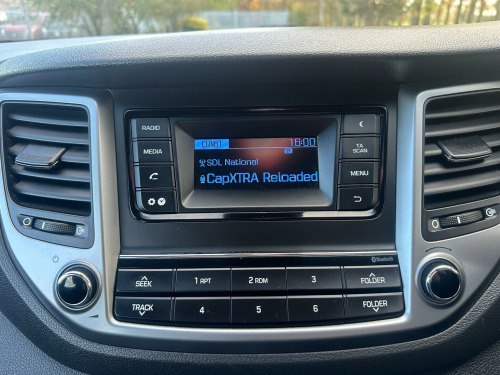 RADIO
MEDIA
DAB1 16:00
SDL National
CapXTRA Reloaded
TA
SCAN
MENU
Bluetooth
SEEK 1 RPT 2 RDM 3 FOLDER
TRACK 4 5 6 FOLDER